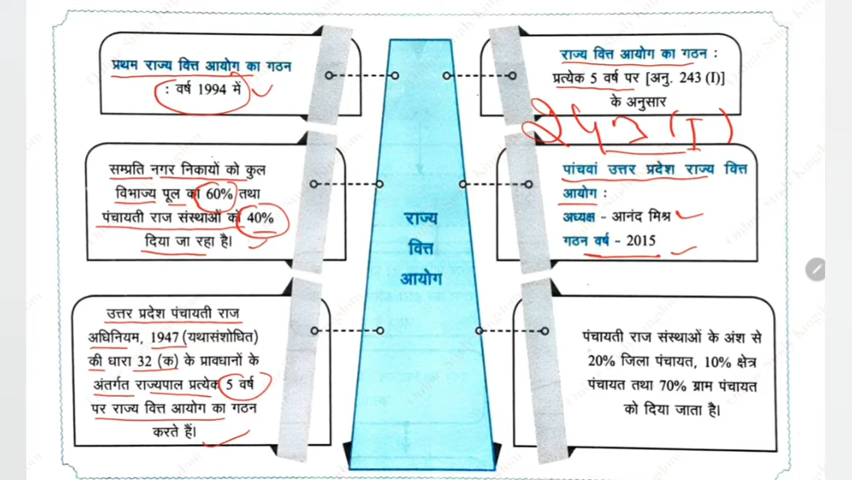 प्रथम राज्य वित्त आयोग का गठन
: वर्ष 1994 में
सम्प्रति नगर निकायों को कुल
विभाज्य पूल का 60% तथा
पंचायती राज संस्थाओं को 40%
दिया जा रहा है।
उत्तर प्रदेश पंचायती राज
अधिनियम, 1947 (यथासंशोधित)
की धारा 32 (क) के प्रावधानों के
अंतर्गत राज्यपाल प्रत्येक 5 वर्ष
पर राज्य वित्त आयोग का गठन
करते हैं।
राज्य
वित्त
आयोग
राज्य वित्त आयोग का गठन :
प्रत्येक 5 वर्ष पर [अनु. 243 (I)]
के अनुसार
243 (I)
पांचवां उत्तर प्रदेश राज्य वित्त
आयोग :
अध्यक्ष - आनंद मिश्र
गठन वर्ष - 2015
पंचायती राज संस्थाओं के अंश से
20% जिला पंचायत, 10% क्षेत्र
पंचायत तथा 70% ग्राम पंचायत
को दिया जाता है।